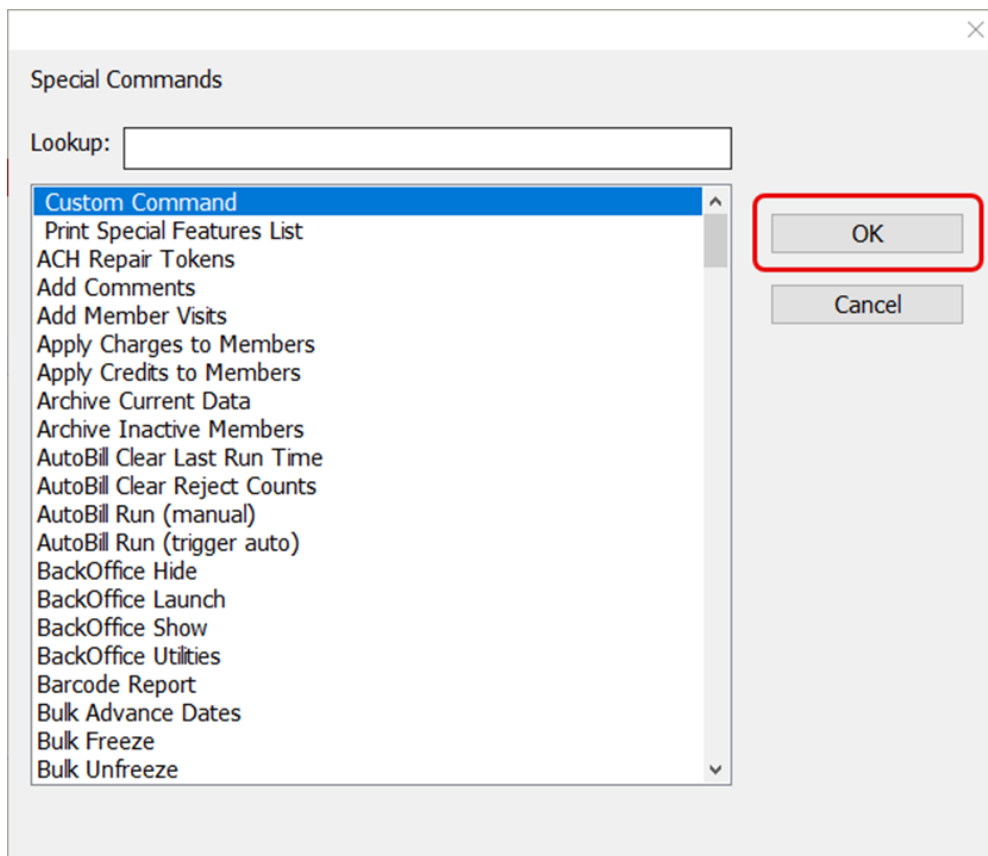 Special Commands
Lookup:
Custom Command
Print Special Features List
ACH Repair Tokens
Add Comments
Add Member Visits
Apply Charges to Members
Apply Credits to Members
Archive Current Data
Archive Inactive Members
AutoBill Clear Last Run Time
AutoBill Clear Reject Counts
AutoBill Run (manual)
AutoBill Run (trigger auto)
BackOffice Hide
BackOffice Launch
BackOffice Show
BackOffice Utilities
Barcode Report
Bulk Advance Dates
Bulk Freeze
Bulk Unfreeze
OK
Cancel